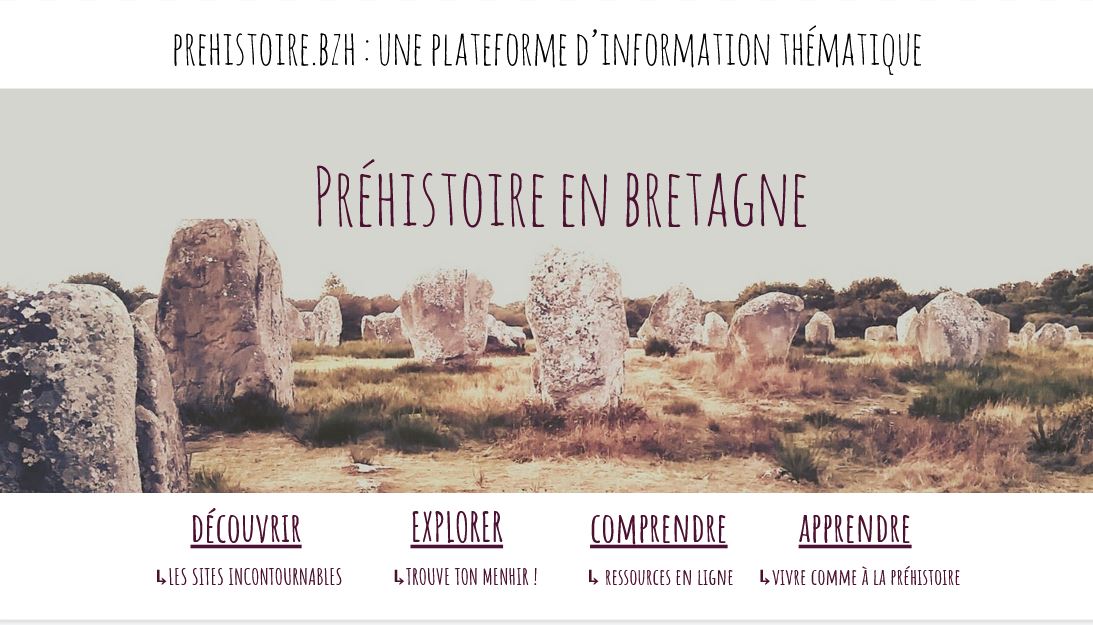 PREHISTOIRE.BZH : UNE PLATEFORME D'INFORMATION THÉMATIQUE
PRÉHISTOIRE EN BRETAGNE
DÉCOUVRIR EXPLORER COMPRENDRE APPRENDRE
↳LES SITES INCONTOURNABLES ↳TROUVE TON MENHIR ! ↳ RESSOURCES EN LIGNE ↳VIVRE COMME À LA PRÉHISTOIRE